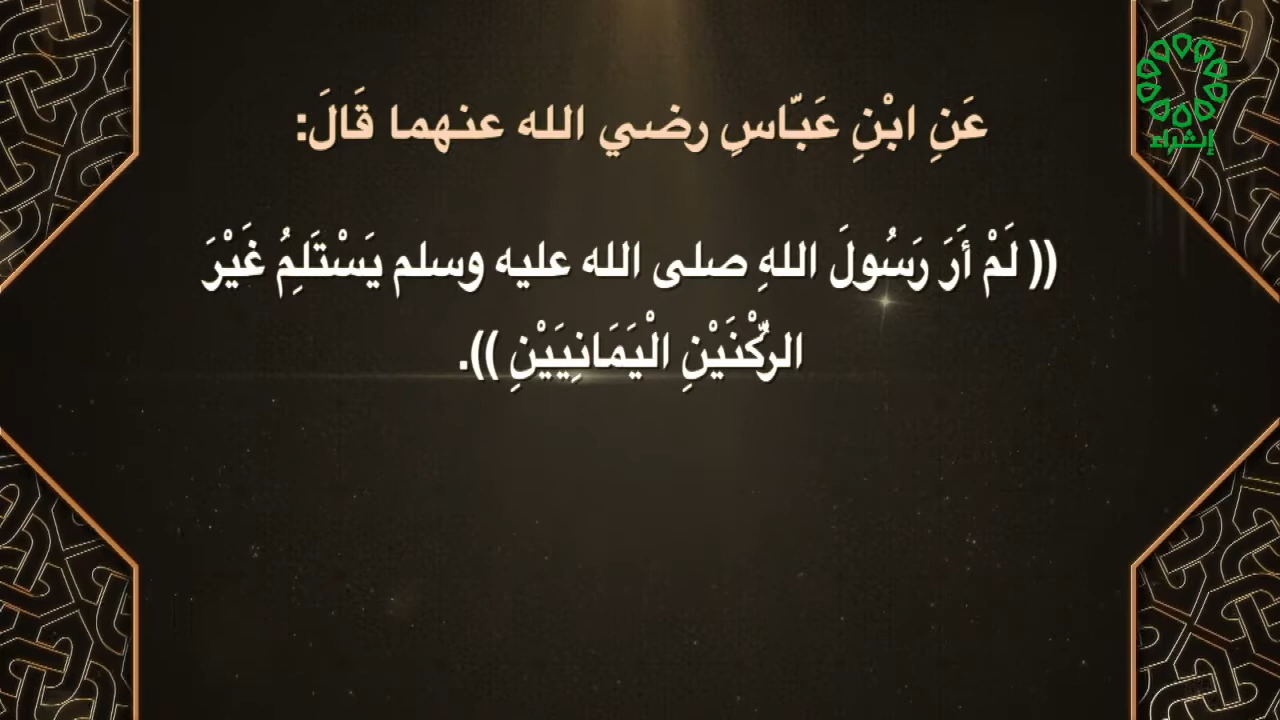 عَنِ ابْنِ عَبّاسٍ رضي الله عنهما قَالَ:
(( لَمْ أَرَ رَسُولَ اللهِ صلى الله عليه وسلم يَسْتَلِمُ غَيْرَ
الرُّكْنَيْنِ الْيَمَانِيَيْنِ )).
إثراء